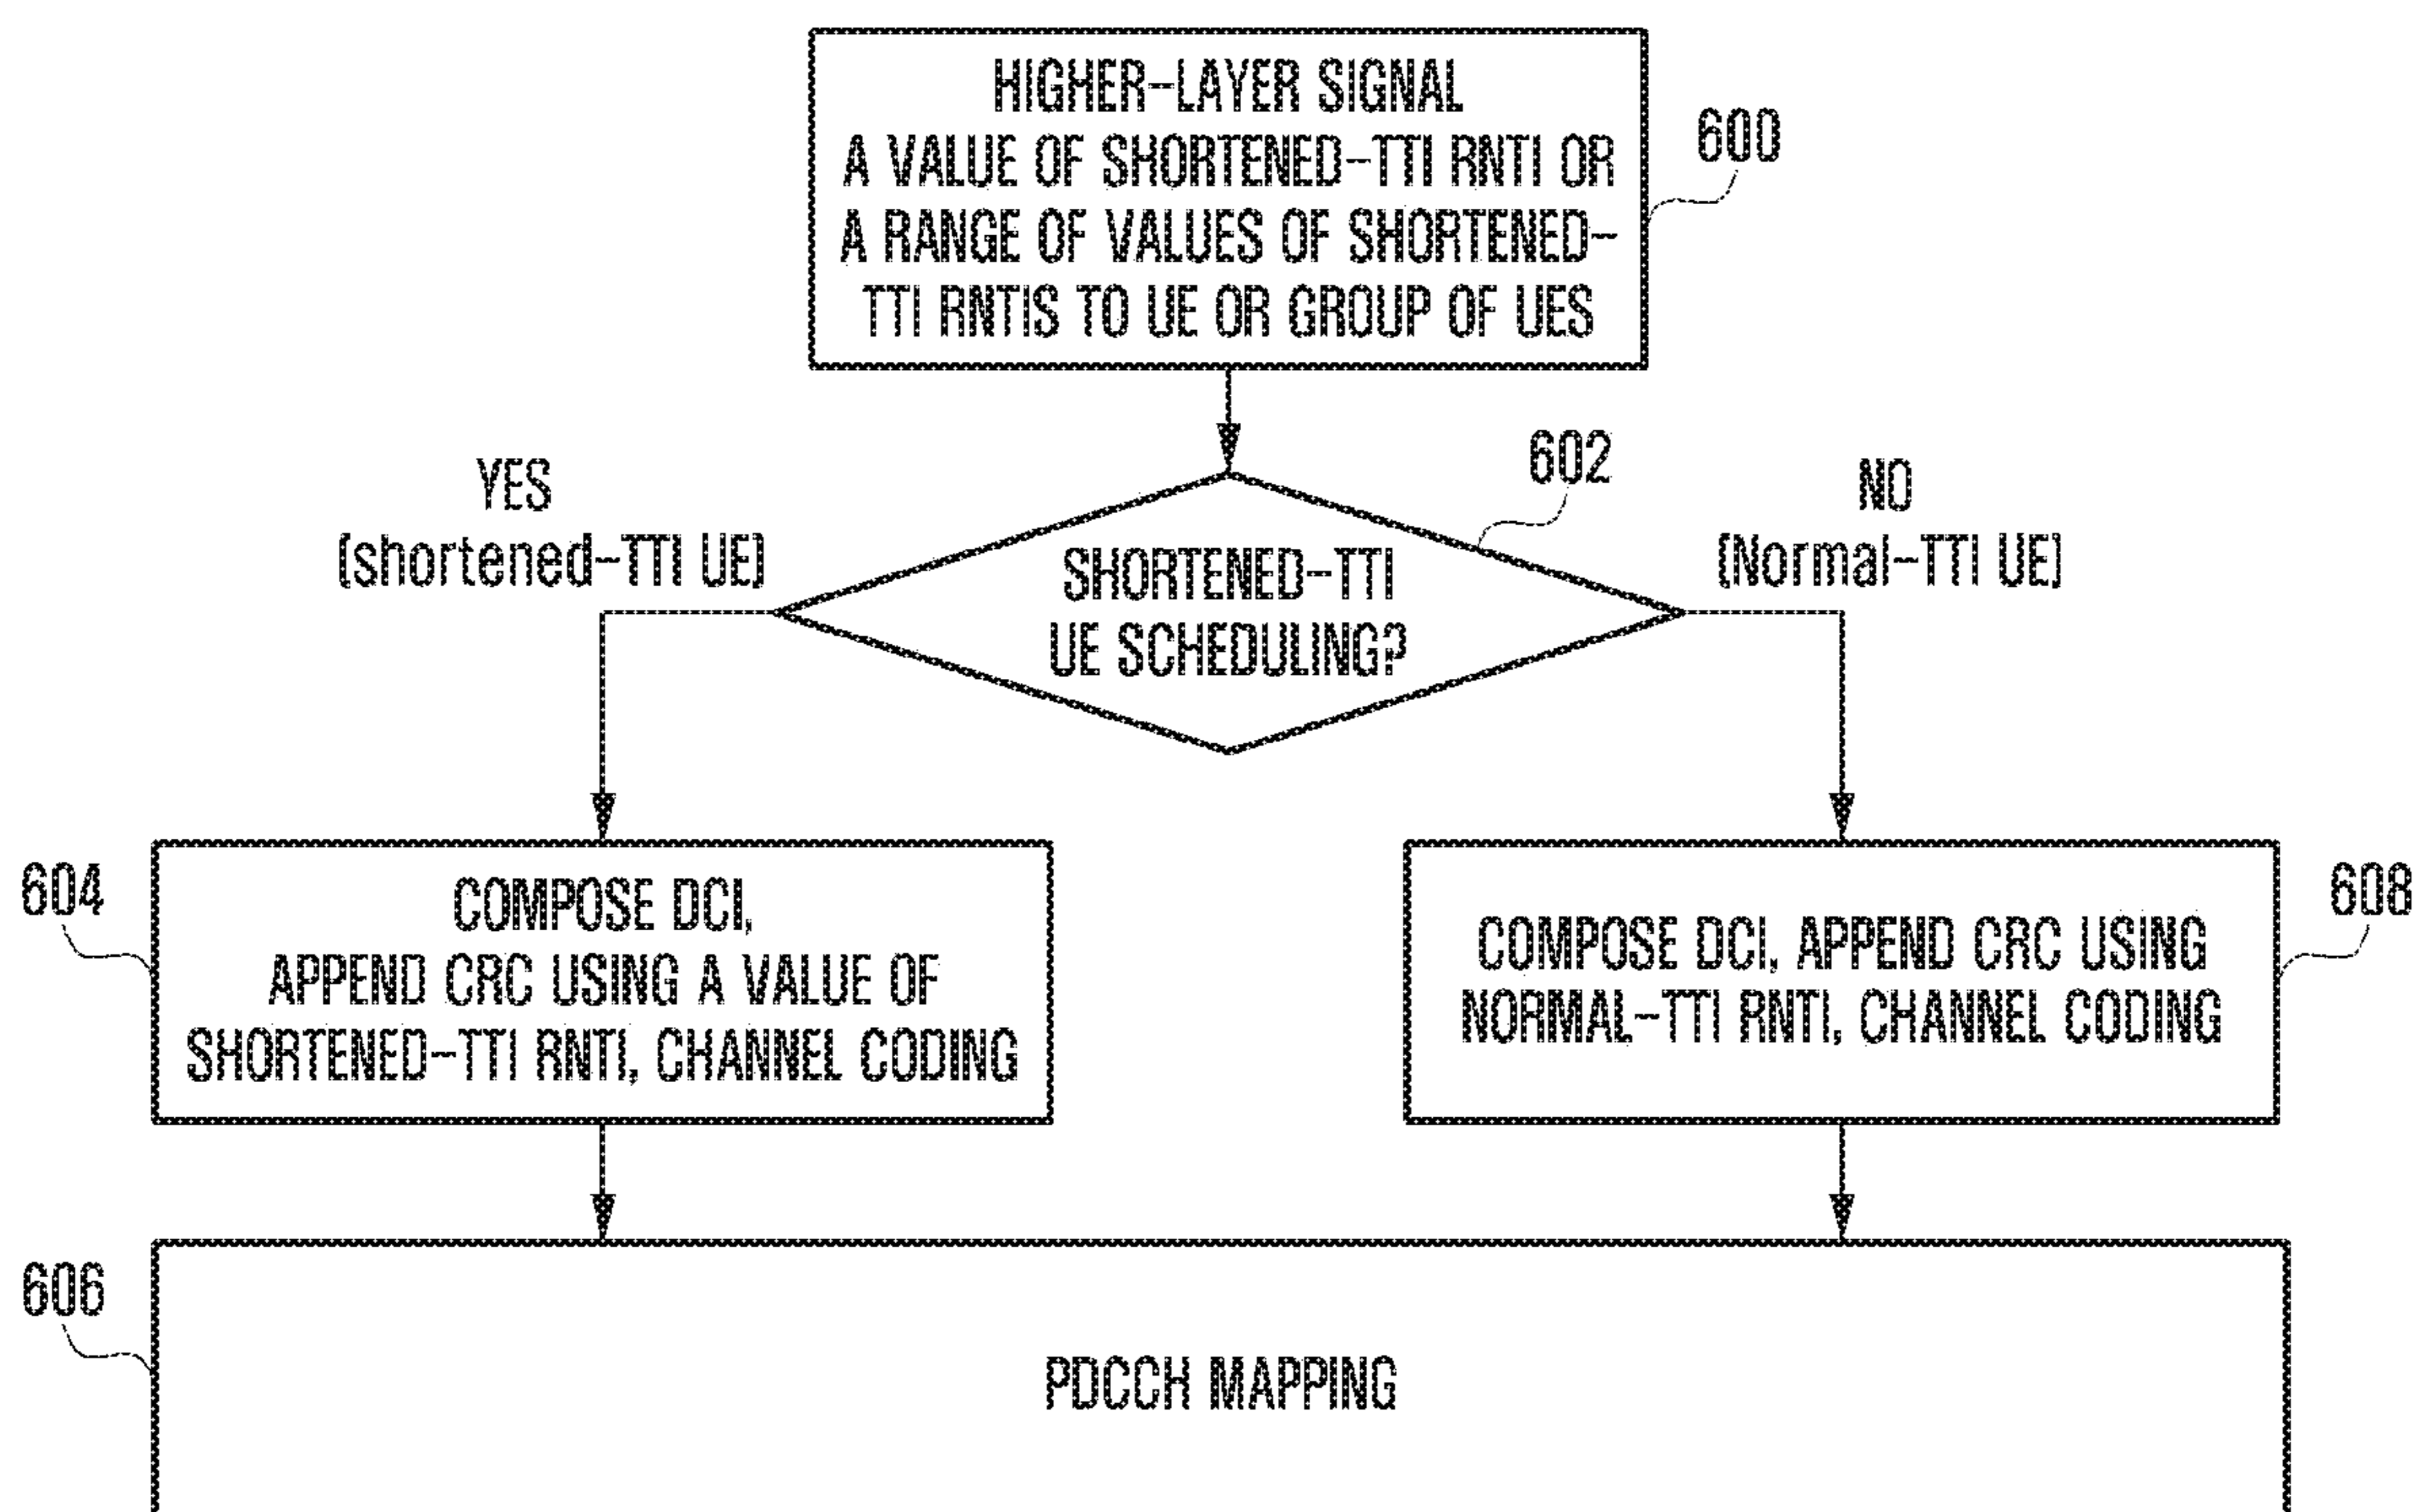 HIGHER-LAYER SIGNAL
A VALUE OF SHORTENED-TTI RNTI OR
A RANGE OF VALUES OF SHORTENED-
TTI RNTIS TO UE OR GROUP OF UES
600
602
YES
(shortened-TTI UE)
NO
(Normal-TTI UE)
SHORTENED-TTI
UE SCHEDULING?
604
COMPOSE DCI,
APPEND CRC USING A VALUE OF
SHORTENED-TTI RNTI, CHANNEL CODING
608
COMPOSE DCI, APPEND CRC USING
NORMAL-TTI RNTI, CHANNEL CODING
606
PDCCH MAPPING